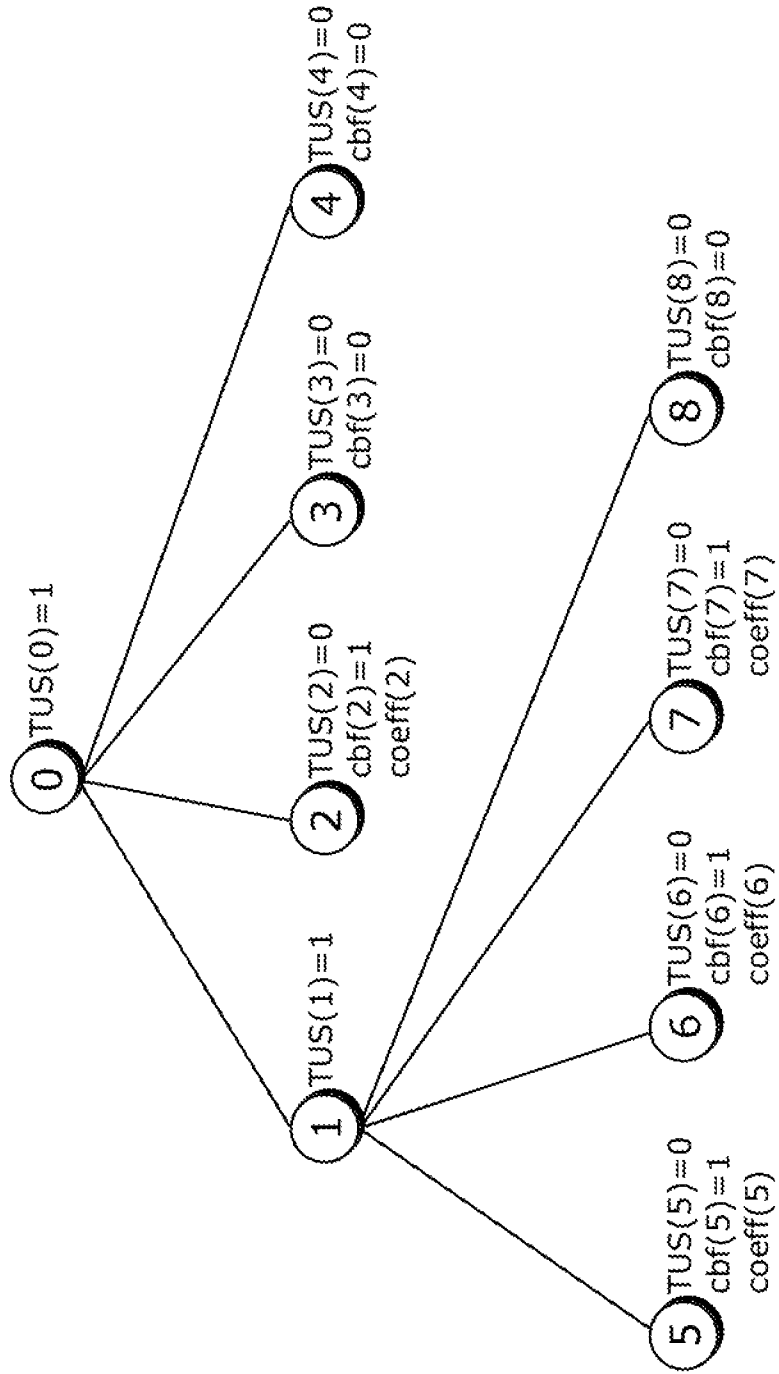 0
TUS(0)=1
1
TUS(1)=1
2
TUS(2)=0
cbf(2)=1
coeff(2)
3
TUS(3)=0
cbf(3)=0
4
TUS(4)=0
cbf(4)=0
5
TUS(5)=0
cbf(5)=1
coeff(5)
6
TUS(6)=0
cbf(6)=1
coeff(6)
7
TUS(7)=0
cbf(7)=1
coeff(7)
8
TUS(8)=0
cbf(8)=0